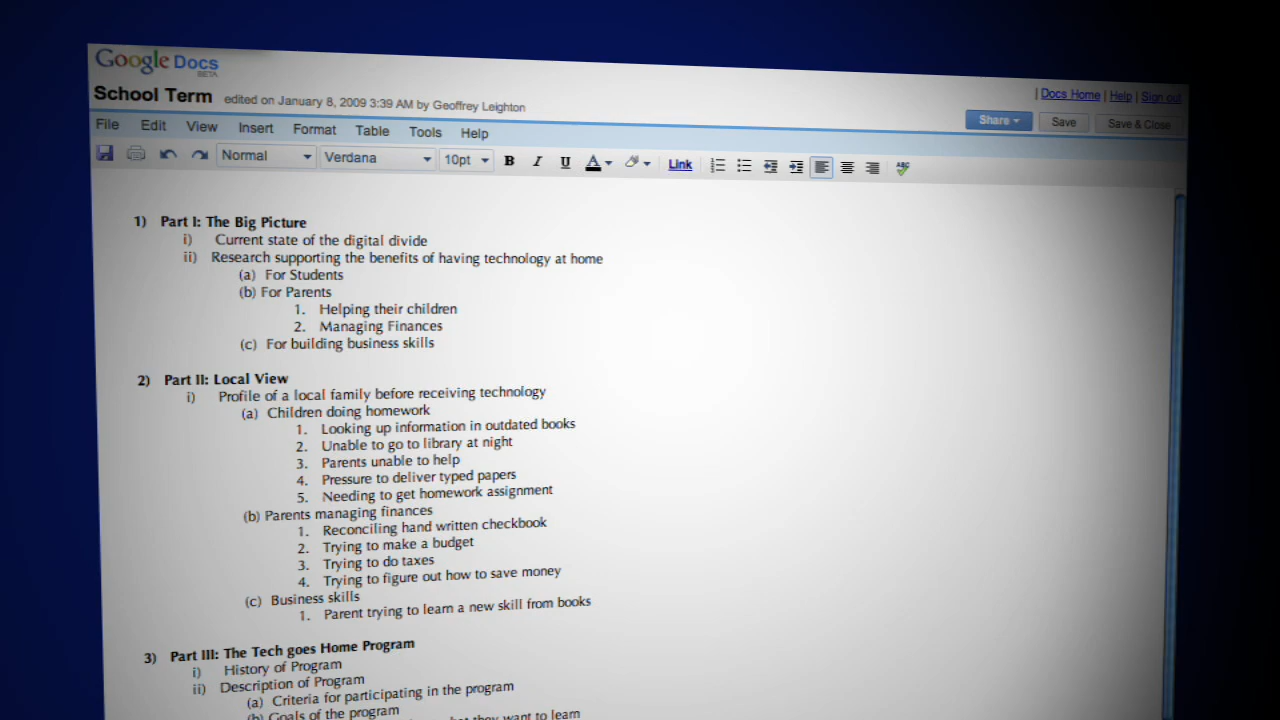 Google Docs
BETA
School Term edited on January 8, 2009 3:39 AM by Geoffrey Leighton
| Docs Home | Help | Sign out
File Edit View Insert Format Table Tools Help
Share Save Save & Close
Normal Verdana 10pt B I U A Link ABC
1) Part I: The Big Picture
i) Current state of the digital divide
ii) Research supporting the benefits of having technology at home
(a) For Students
(b) For Parents
1. Helping their children
2. Managing Finances
(c) For building business skills
2) Part II: Local View
i) Profile of a local family before receiving technology
(a) Children doing homework
1. Looking up information in outdated books
2. Unable to go to library at night
3. Parents unable to help
4. Pressure to deliver typed papers
5. Needing to get homework assignment
(b) Parents managing finances
1. Reconciling hand written checkbook
2. Trying to make a budget
3. Trying to do taxes
4. Trying to figure out how to save money
(c) Business skills
1. Parent trying to learn a new skill from books
3) Part III: The Tech goes Home Program
i) History of Program
ii) Description of Program
(a) Criteria for participating in the program
(b) Goals of the program
they want to learn